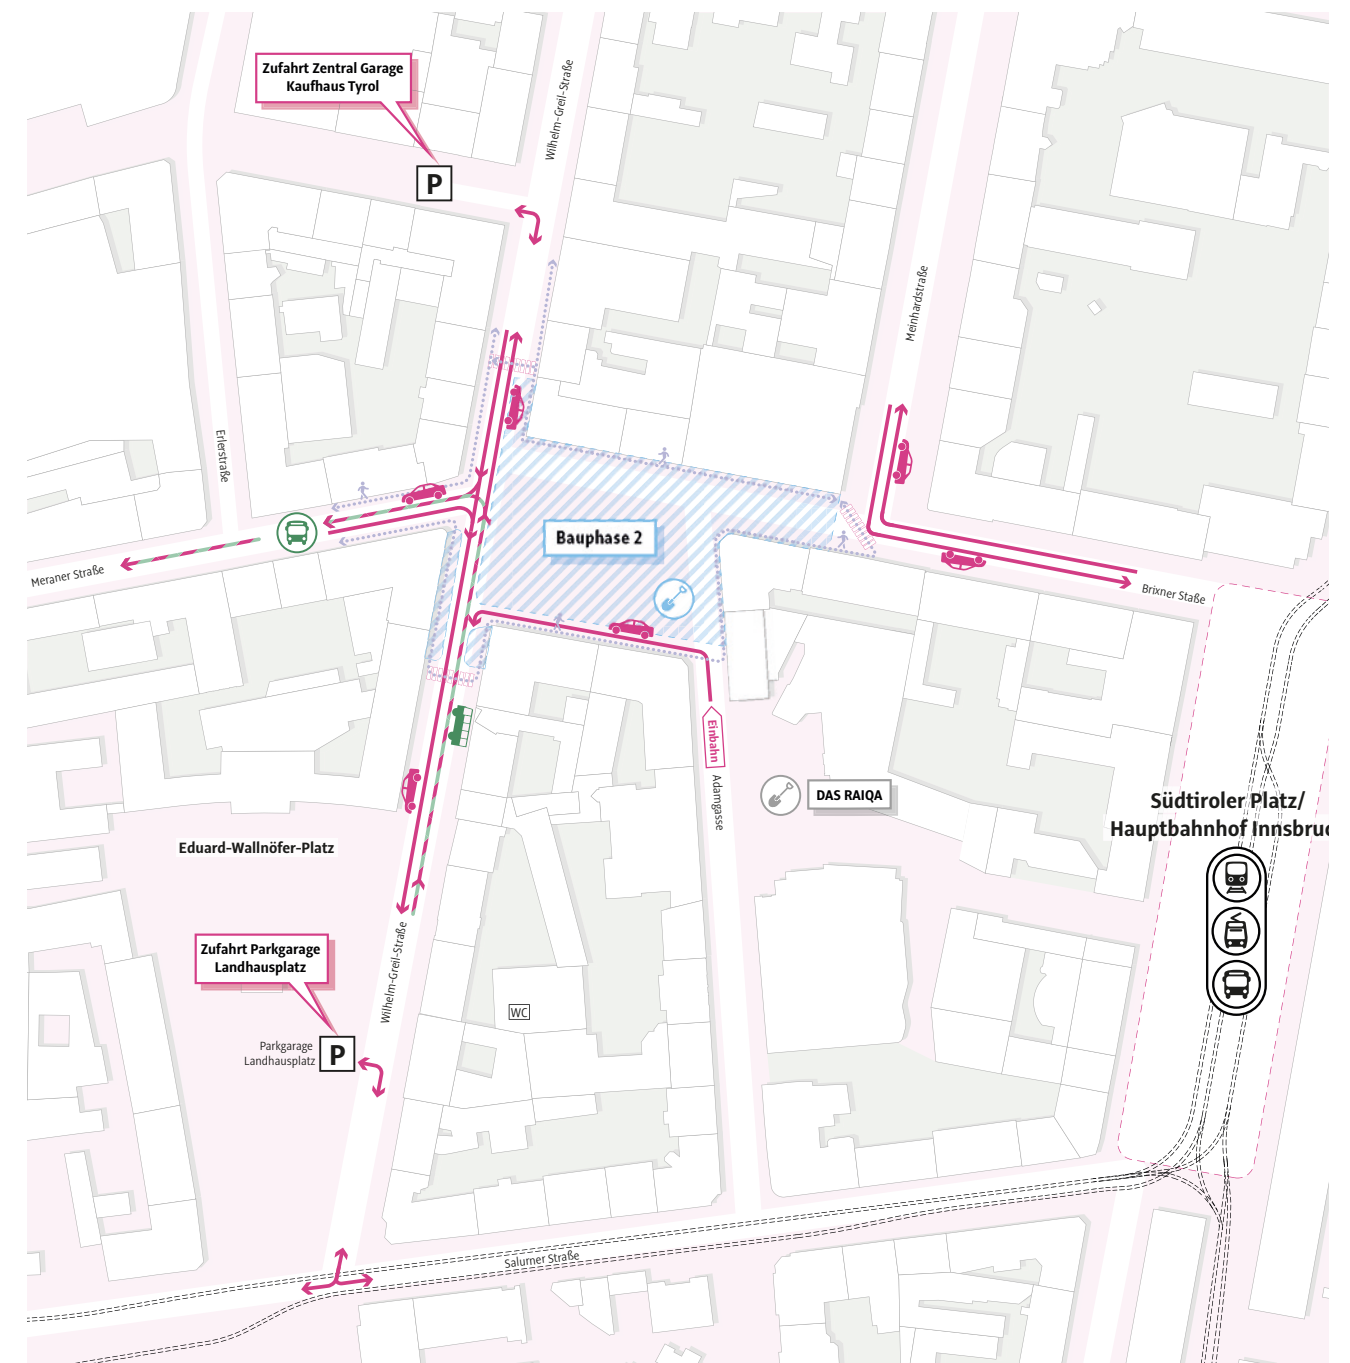 Zufahrt Zentral Garage
Kaufhaus Tyrol
P
Wilhelm-Greil-Straße
Meinhardstraße
Erlerstraße
Bauphase 2
Meraner Straße
Brixner Staße
Einbahn
Adamgasse
DAS RAIQA
Südtiroler Platz/
Hauptbahnhof Innsbruc
Eduard-Wallnöfer-Platz
Zufahrt Parkgarage
Landhausplatz
Wilhelm-Greil-Straße
WC
Parkgarage
Landhausplatz
P
Salurner Straße